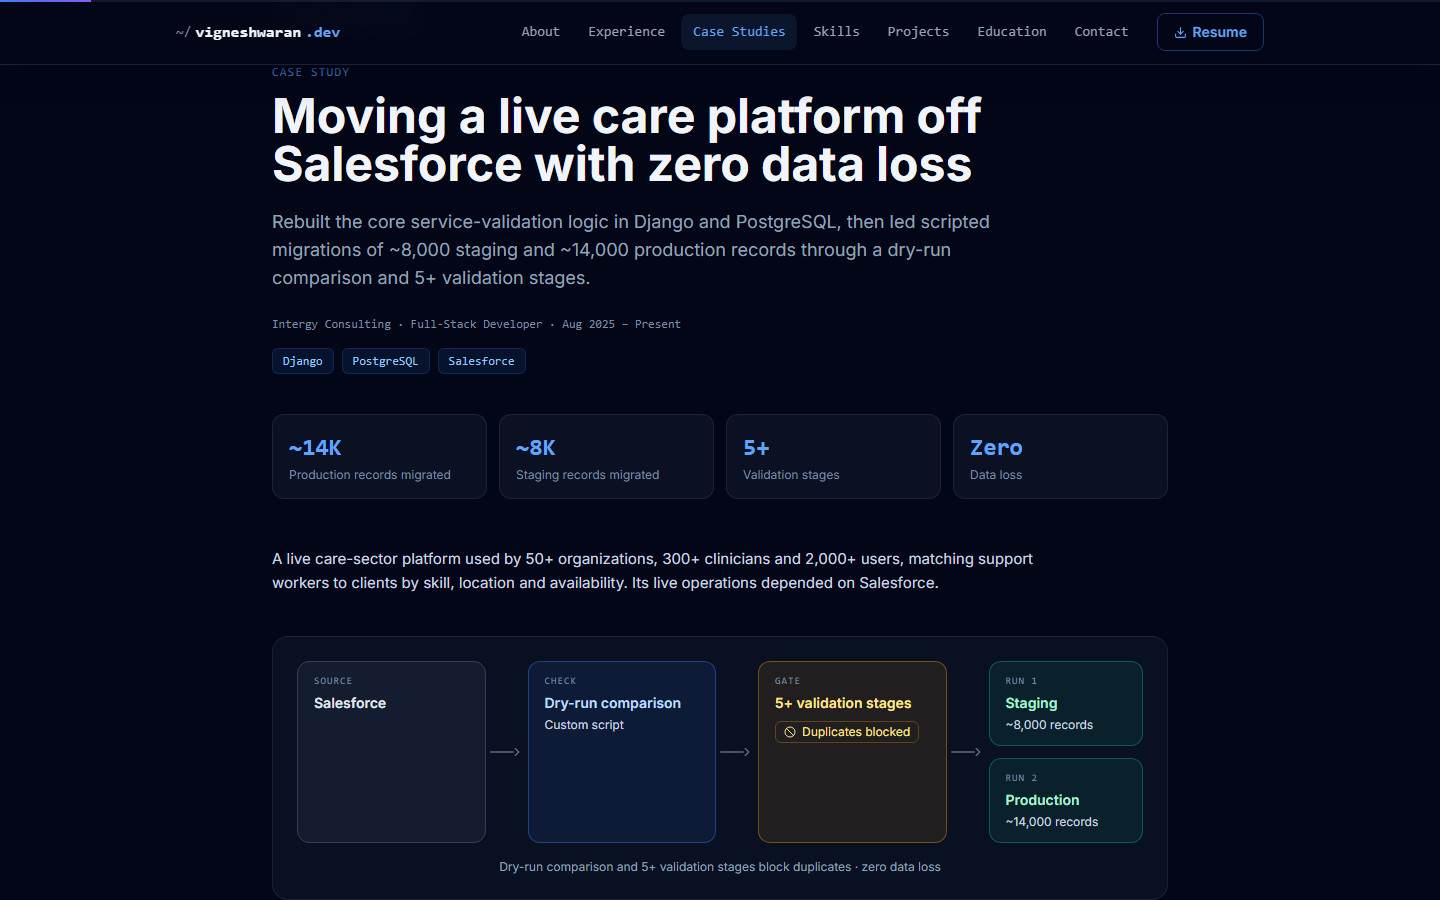 ~/ vigneshwaran .dev
About
Experience
Case Studies
Skills
Projects
Education
Contact
Resume
CASE STUDY
Moving a live care platform off
Salesforce with zero data loss
Rebuilt the core service-validation logic in Django and PostgreSQL, then led scripted
migrations of ~8,000 staging and ~14,000 production records through a dry-run
comparison and 5+ validation stages.
Intergy Consulting · Full-Stack Developer · Aug 2025 – Present
Django
PostgreSQL
Salesforce
~14K
Production records migrated
~8K
Staging records migrated
5+
Validation stages
Zero
Data loss
A live care-sector platform used by 50+ organizations, 300+ clinicians and 2,000+ users, matching support
workers to clients by skill, location and availability. Its live operations depended on Salesforce.
SOURCE
Salesforce
CHECK
Dry-run comparison
Custom script
GATE
5+ validation stages
Duplicates blocked
RUN 1
Staging
~8,000 records
RUN 2
Production
~14,000 records
Dry-run comparison and 5+ validation stages block duplicates · zero data loss